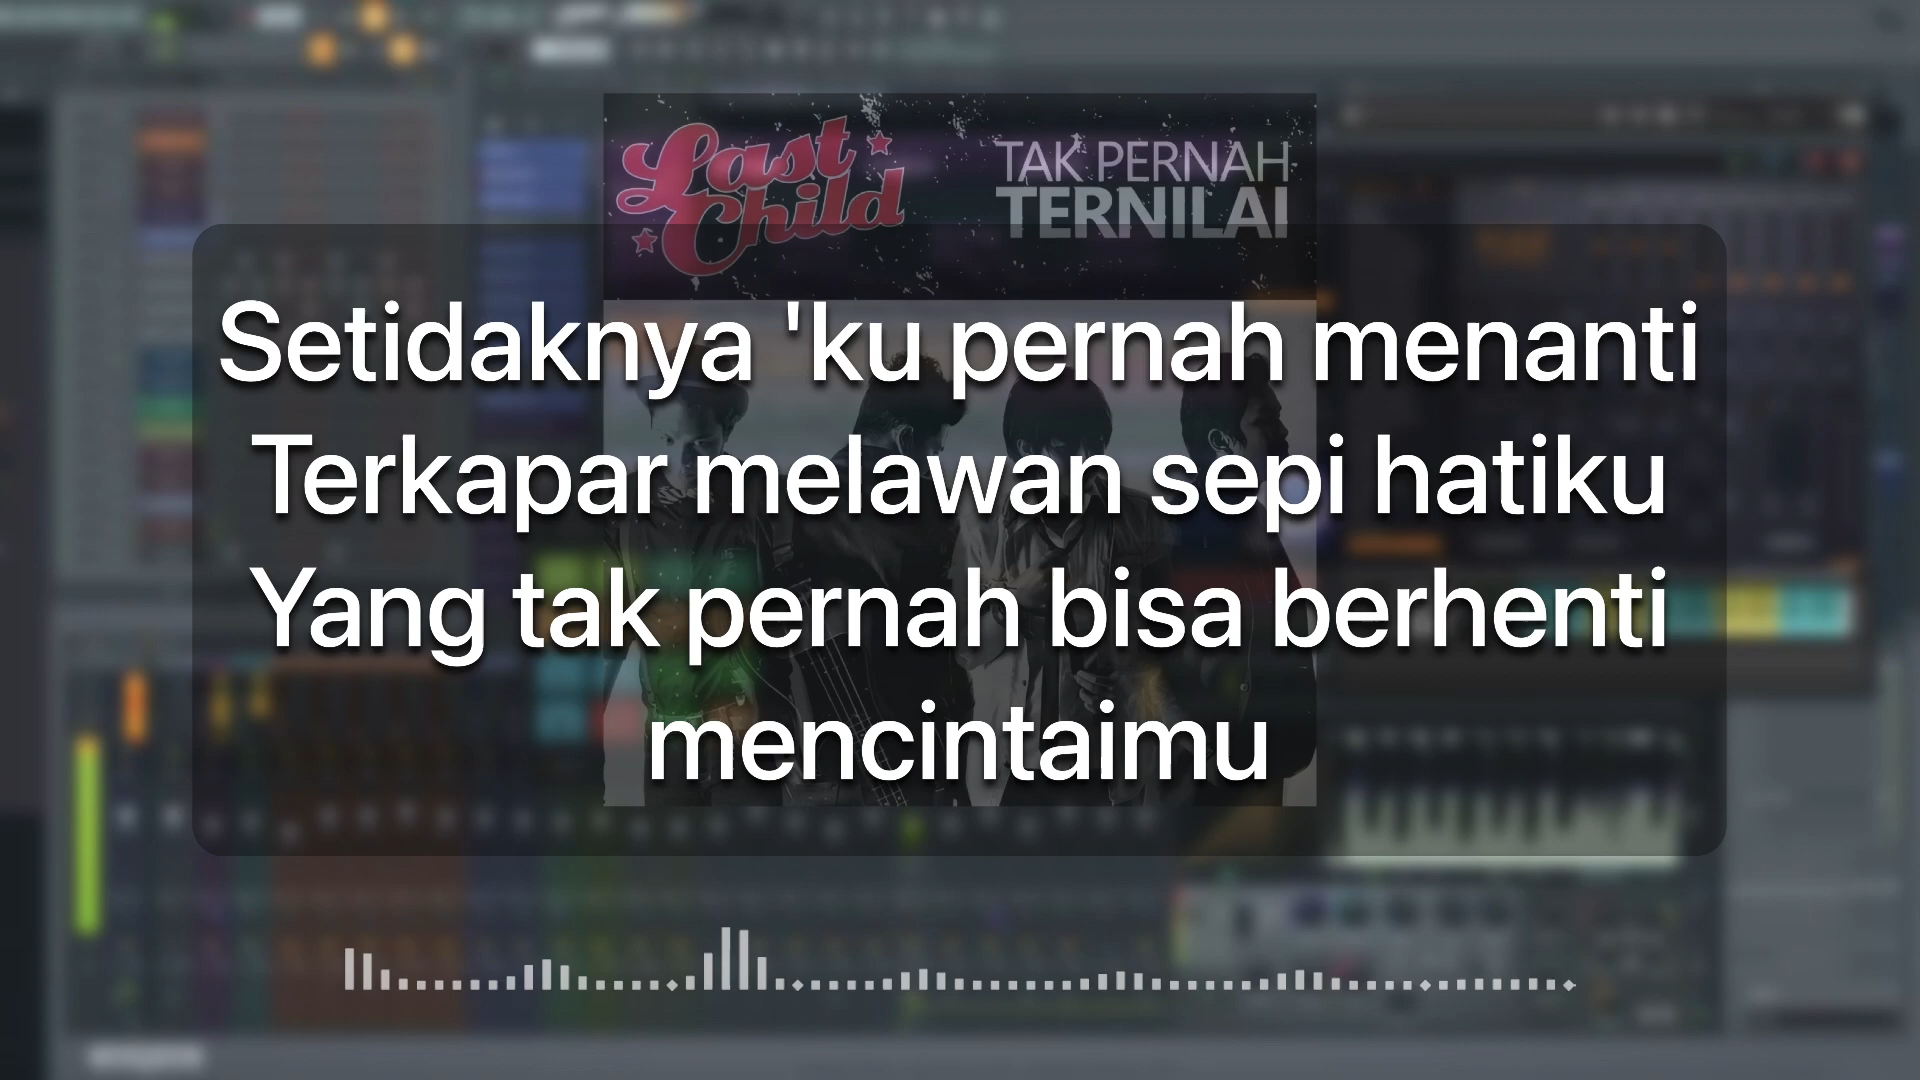 Last
Child
TAK PERNAH
TERNILAI
Setidaknya 'ku pernah menanti
Terkapar melawan sepi hatiku
Yang tak pernah bisa berhenti
mencintaimu